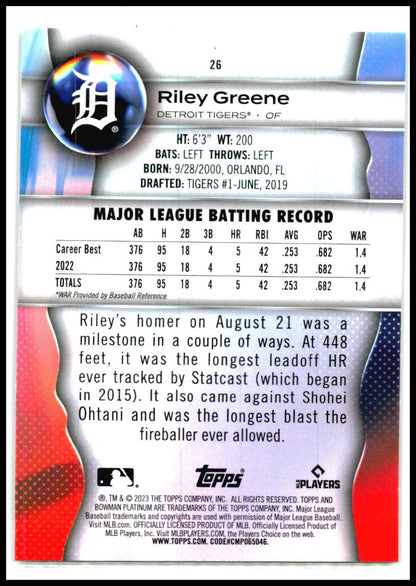 26
D
®
Riley Greene
DETROIT TIGERS® • OF
HT: 6'3" WT: 200
BATS: LEFT THROWS: LEFT
BORN: 9/28/2000, ORLANDO, FL
DRAFTED: TIGERS #1-JUNE, 2019
MAJOR LEAGUE BATTING RECORD
AB H 2B 3B HR RBI AVG OPS WAR
Career Best 376 95 18 4 5 42 .253 .682 1.4
2022 376 95 18 4 5 42 .253 .682 1.4
TOTALS 376 95 18 4 5 42 .253 .682 1.4
*WAR Provided by Baseball Reference
Riley's homer on August 21 was a
milestone in a couple of ways. At 448
feet, it was the longest leadoff HR
ever tracked by Statcast (which began
in 2015). It also came against Shohei
Ohtani and was the longest blast the
fireballer ever allowed.
topps
PLAYERS
®, TM & © 2023 THE TOPPS COMPANY, INC. ALL RIGHTS RESERVED. TOPPS AND
BOWMAN PLATINUM ARE TRADEMARKS OF THE TOPPS COMPANY, INC. Major League
Baseball trademarks and copyrights are used with permission of Major League Baseball.
Visit MLB.com. OFFICIALLY LICENSED PRODUCT OF MLB. Officially Licensed Product of
MLB Players, Inc. Visit MLBPLAYERS.com, the Players Choice on the web.
WWW.TOPPS.COM. CODE#CMP065046.